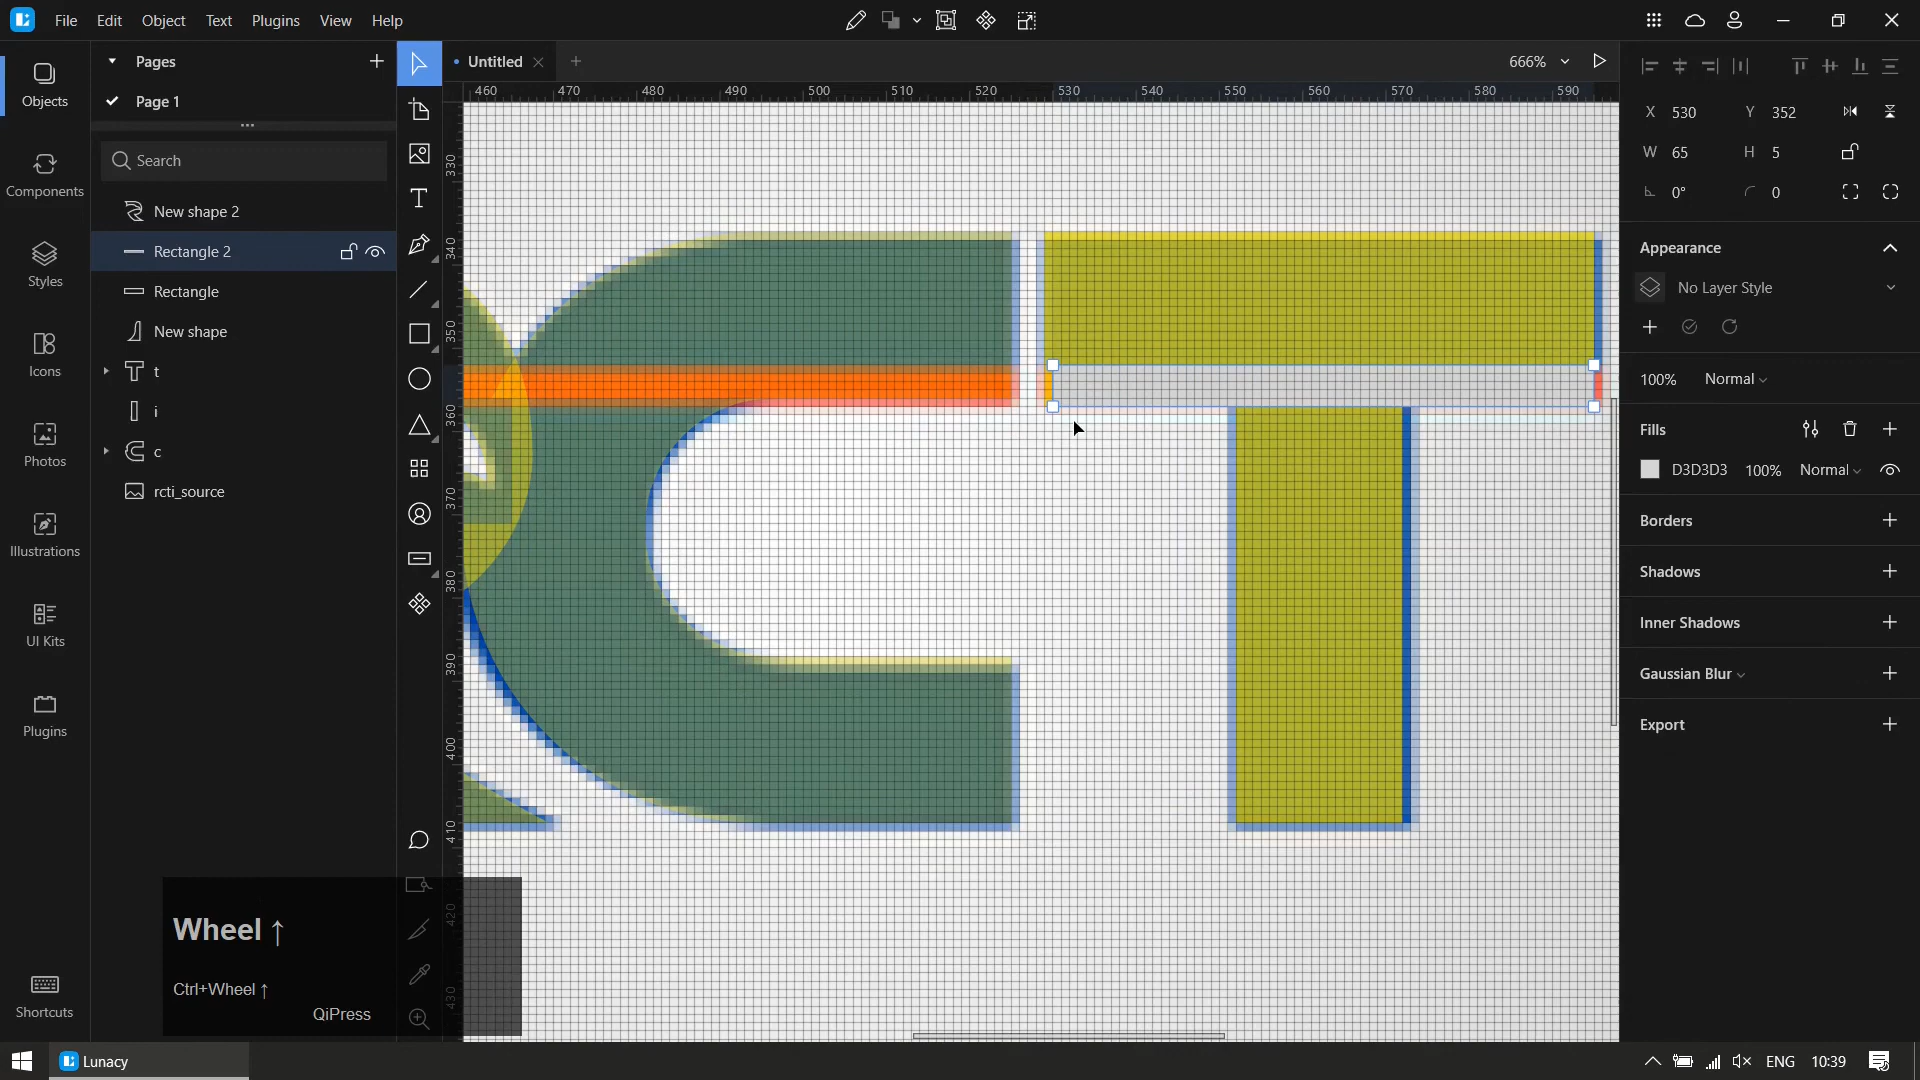 File Edit Object Text Plugins View Help
Objects
Components
Styles
Icons
Photos
Illustrations
UI Kits
Plugins
Shortcuts
Pages
Page 1
Search
New shape 2
Rectangle 2
Rectangle
New shape
t
i
c
rcti_source
Untitled
666%
460 470 480 490 500 510 520 530 540 550 560 570 580 590
330
340
350
360
370
380
390
400
410
420
430
X 530 Y 352
W 65 H 5
0° 0
Appearance
No Layer Style
100% Normal
Fills
D3D3D3 100% Normal
Borders
Shadows
Inner Shadows
Gaussian Blur
Export
Wheel ↑
Ctrl+Wheel ↑
QiPress
Lunacy
ENG 10:39